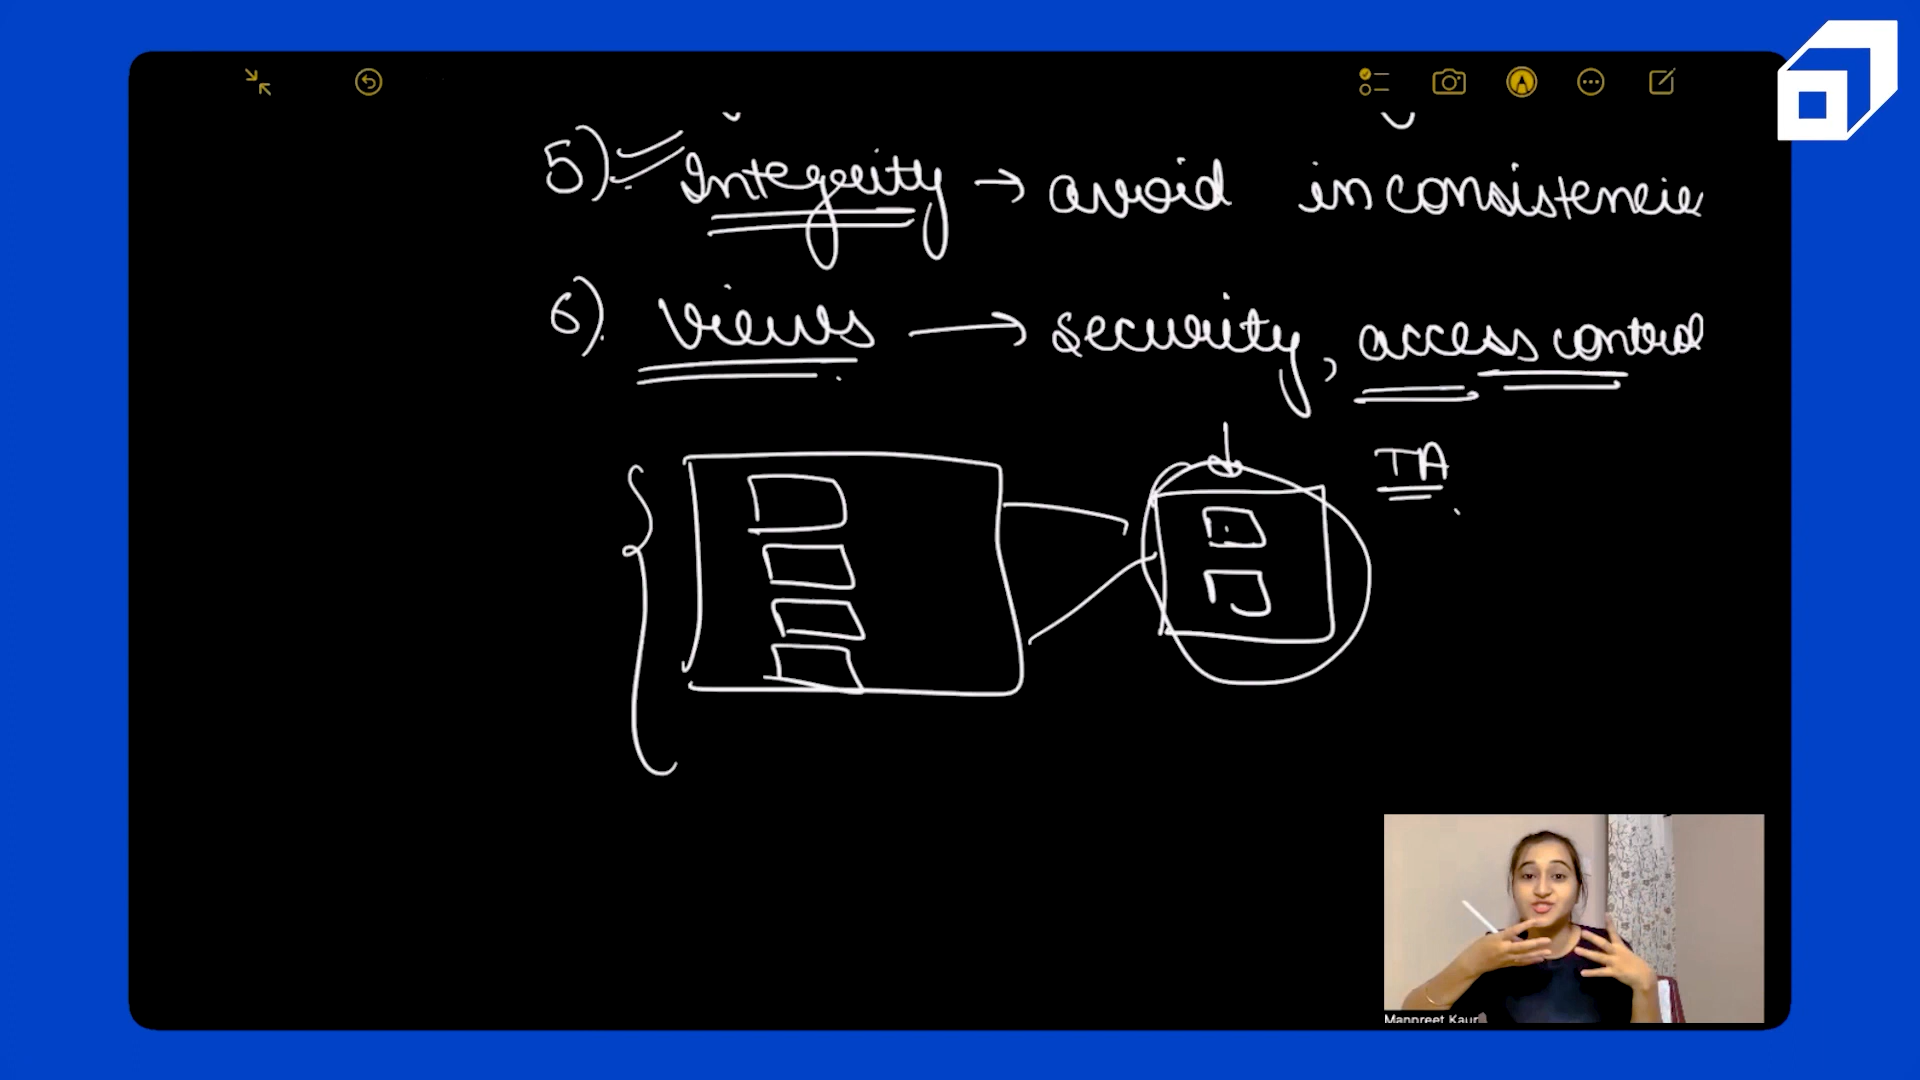 5) Integrity → avoid inconsistencie
6). Views → security, access control
TA
Manpreet Kaur